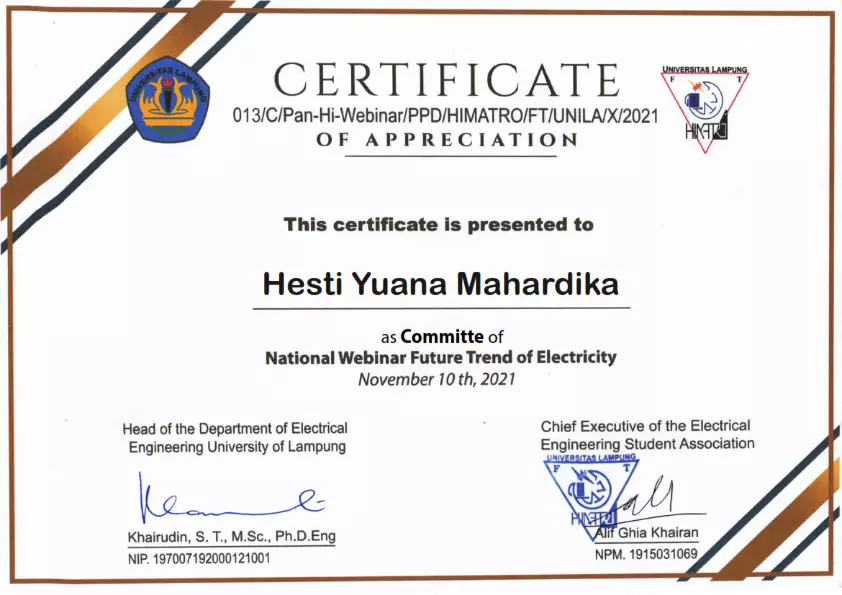 UNIVERSITAS LAMPUNG
CERTIFICATE
UNIVERSITAS LAMPUNG
F T
HIMATRO
013/C/Pan-Hi-Webinar/PPD/HIMATRO/FT/UNILA/X/2021
OF APPRECIATION
This certificate is presented to
Hesti Yuana Mahardika
as Committe of
National Webinar Future Trend of Electricity
November 10 th, 2021
Head of the Department of Electrical
Engineering University of Lampung
Khairudin, S. T., M.Sc., Ph.D.Eng
NIP. 197007192000121001
Chief Executive of the Electrical
Engineering Student Association
UNIVERSITAS LAMPUNG
F T
HIMATRO
Alif Ghia Khairan
NPM. 1915031069